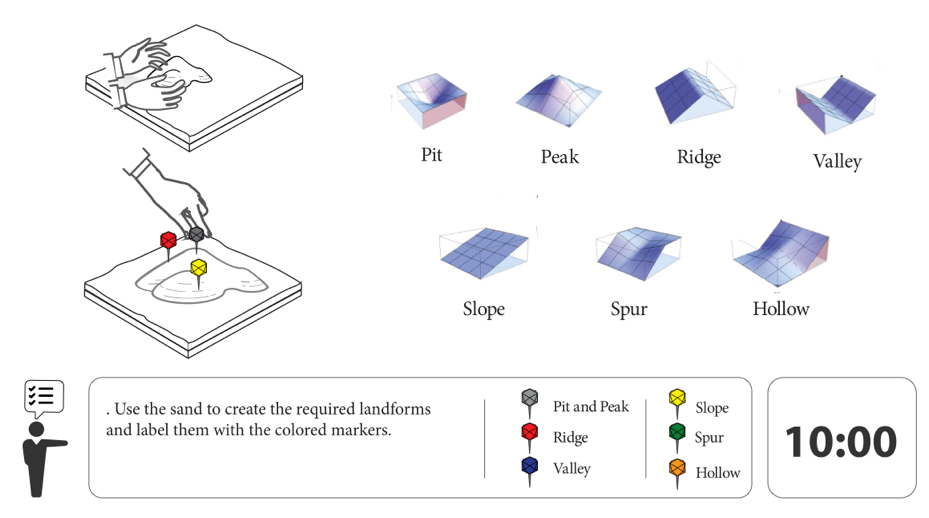 Pit
Peak
Ridge
Valley
Slope
Spur
Hollow
. Use the sand to create the required landforms
and label them with the colored markers.
Pit and Peak
Ridge
Valley
Slope
Spur
Hollow
10:00